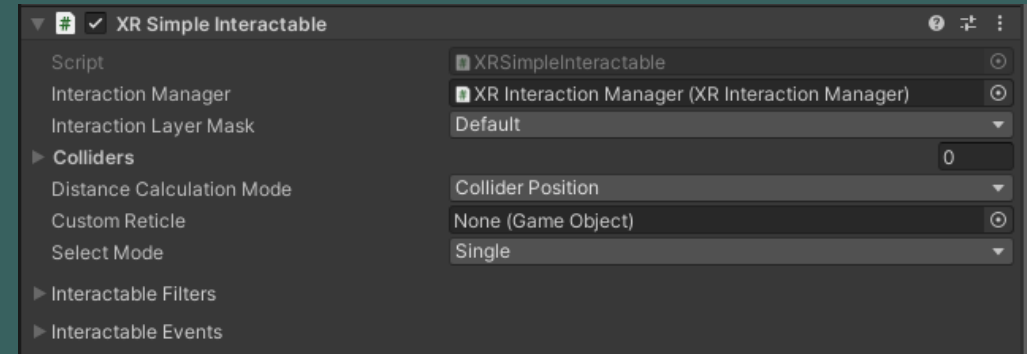 XR Simple Interactable
Script XRSimpleInteractable
Interaction Manager XR Interaction Manager (XR Interaction Manager)
Interaction Layer Mask Default
Colliders 0
Distance Calculation Mode Collider Position
Custom Reticle None (Game Object)
Select Mode Single
Interactable Filters
Interactable Events